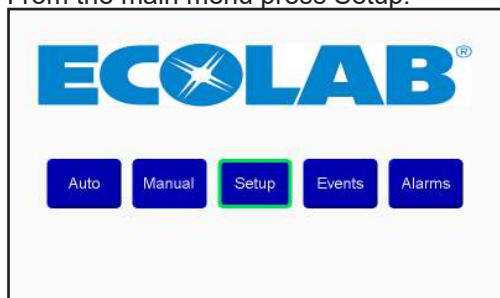 From the main menu press Setup.
ECOLAB®
Auto Manual Setup Events Alarms